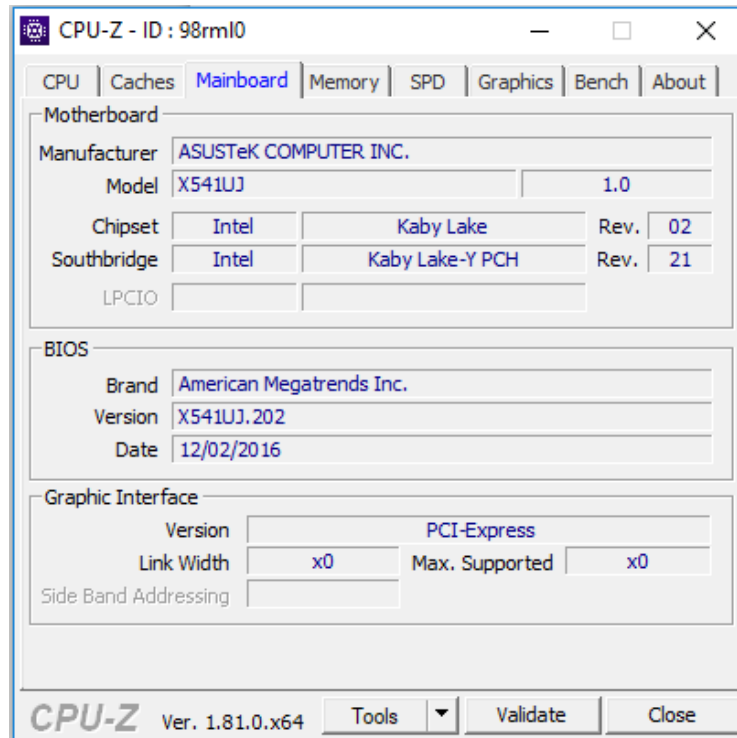 CPU-Z - ID : 98rml0
CPU Caches Mainboard Memory SPD Graphics Bench About
Motherboard
Manufacturer ASUSTeK COMPUTER INC.
Model X541UJ 1.0
Chipset Intel Kaby Lake Rev. 02
Southbridge Intel Kaby Lake-Y PCH Rev. 21
LPCIO
BIOS
Brand American Megatrends Inc.
Version X541UJ.202
Date 12/02/2016
Graphic Interface
Version PCI-Express
Link Width x0 Max. Supported x0
Side Band Addressing
CPU-Z Ver. 1.81.0.x64 Tools Validate Close